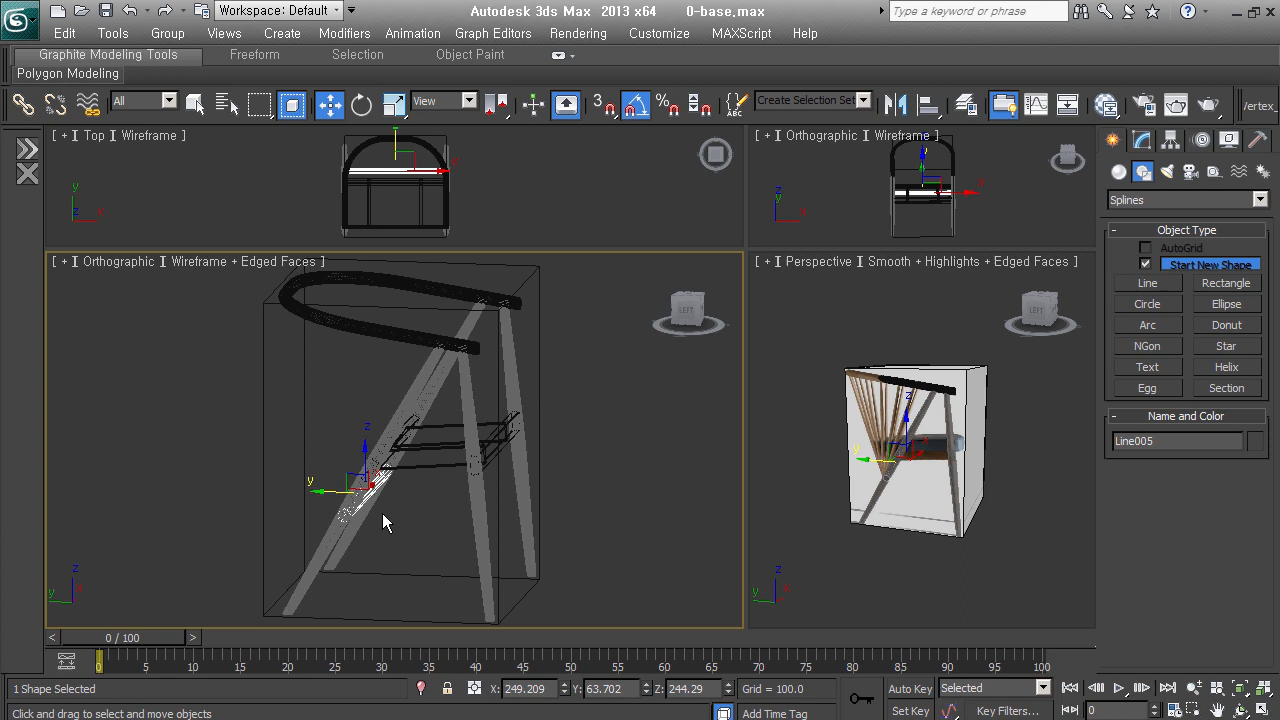 Workspace: Default
Autodesk 3ds Max 2013 x64 0-base.max
Type a keyword or phrase
Edit Tools Group Views Create Modifiers Animation Graph Editors Rendering Customize MAXScript Help
Graphite Modeling Tools Freeform Selection Object Paint
Polygon Modeling
All View 3 % ABC Create Selection Set Vertex
[ + ] [ Top ] [ Wireframe ]
[ + ] [ Orthographic ] [ Wireframe ]
[ + ] [ Orthographic ] [ Wireframe + Edged Faces ]
[ + ] [ Perspective ] [ Smooth + Highlights + Edged Faces ]
LEFT
LEFT
Splines
Object Type
AutoGrid
Start New Shape
Line Rectangle
Circle Ellipse
Arc Donut
NGon Star
Text Helix
Egg Section
Name and Color
Line005
< 0 / 100 >
0 5 10 15 20 25 30 35 40 45 50 55 60 65 70 75 80 85 90 95 100
1 Shape Selected X: 249.209 Y: 63.702 Z: 244.29 Grid = 100.0 Auto Key Selected
Click and drag to select and move objects Add Time Tag Set Key Key Filters... 0